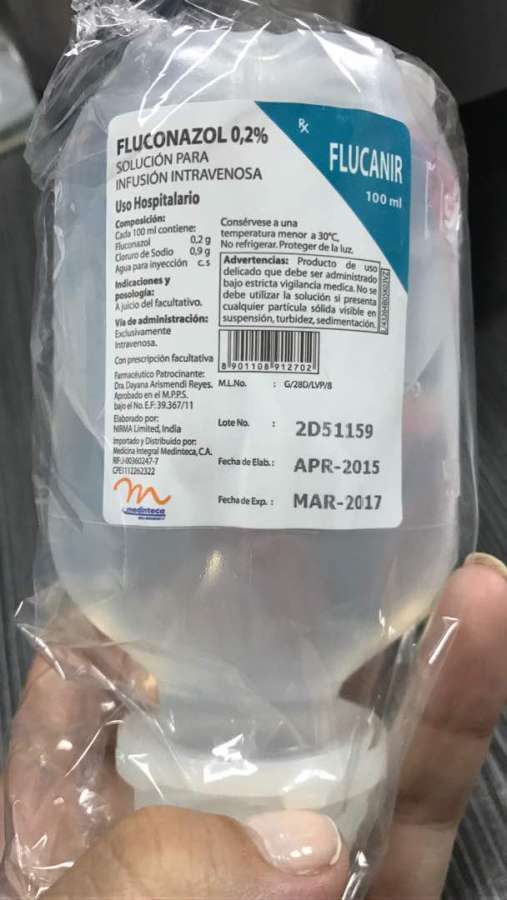 FLUCONAZOL 0,2%
SOLUCIÓN PARA
INFUSIÓN INTRAVENOSA
Uso Hospitalario
Rx
FLUCANIR
100 ml
Composición:
Cada 100 ml contiene:
Fluconazol 0,2 g
Cloruro de Sodio 0,9 g
Agua para inyección c.s
Indicaciones y
posología:
A juicio del facultativo.
Vía de administración:
Exclusivamente
Intravenosa.
Con prescripción facultativa
Farmacéutico Patrocinante:
Dra. Dayana Arismendi Reyes.
Aprobado en el M.P.P.S.
bajo el No. E.F: 39.367/11
Elaborado por:
NIRMA Limited, India
Importado y Distribuido por:
Medicina Integral Medinteca, C.A.
RIF:J-00360247-7
CPE1112262322
m
medinteca
Consérvese a una
temperatura menor a 30°C,
No refrigerar. Proteger de la luz.
Advertencias: Producto de uso
delicado que debe ser administrado
bajo estricta vigilancia medica. No se
debe utilizar la solución si presenta
cualquier partícula sólida visible en
suspensión, turbidez, sedimentación.
8 901108 912702
M.L.No. : G/28D/LVP/8
Lote No. : 2D51159
Fecha de Elab.: APR-2015
Fecha de Exp. : MAR-2017